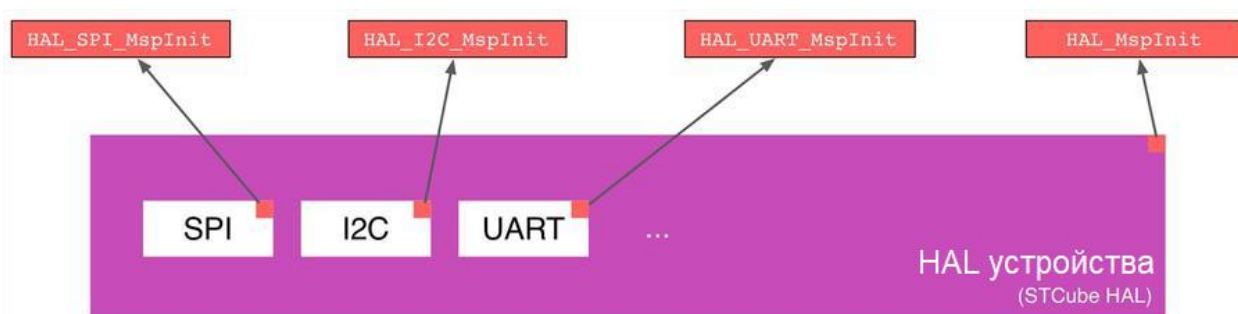 HAL_SPI_MspInit
HAL_I2C_MspInit
HAL_UART_MspInit
HAL_MspInit
SPI
I2C
UART
...
HAL устройства
(STCube HAL)